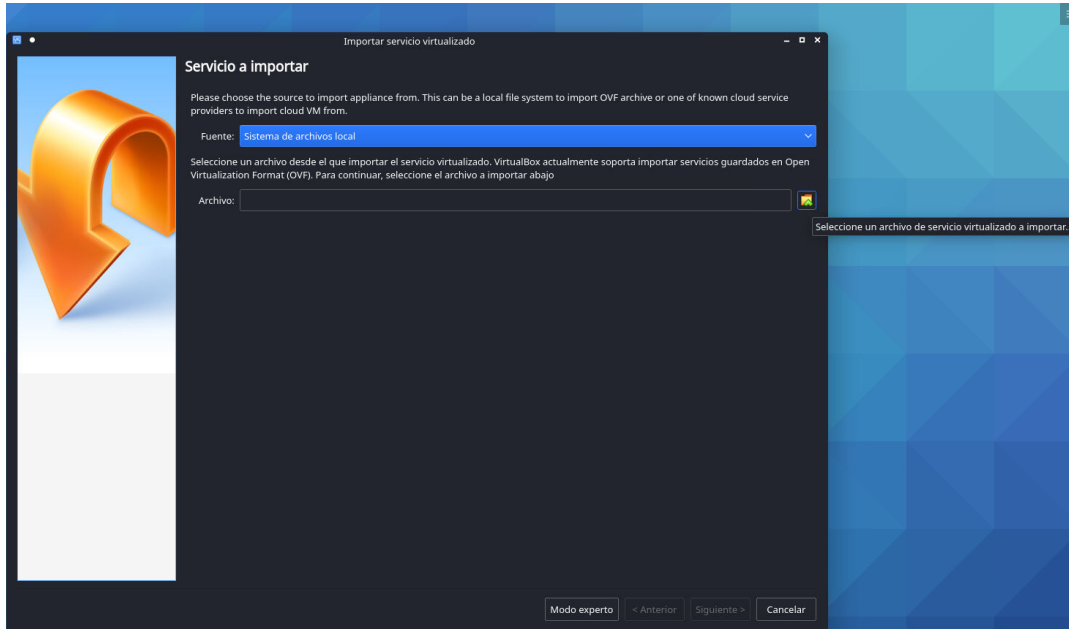 Importar servicio virtualizado
Servicio a importar
Please choose the source to import appliance from. This can be a local file system to import OVF archive or one of known cloud service
providers to import cloud VM from.
Fuente: Sistema de archivos local
Seleccione un archivo desde el que importar el servicio virtualizado. VirtualBox actualmente soporta importar servicios guardados en Open
Virtualization Format (OVF). Para continuar, seleccione el archivo a importar abajo
Archivo:
Seleccione un archivo de servicio virtualizado a importar.
Modo experto < Anterior Siguiente > Cancelar